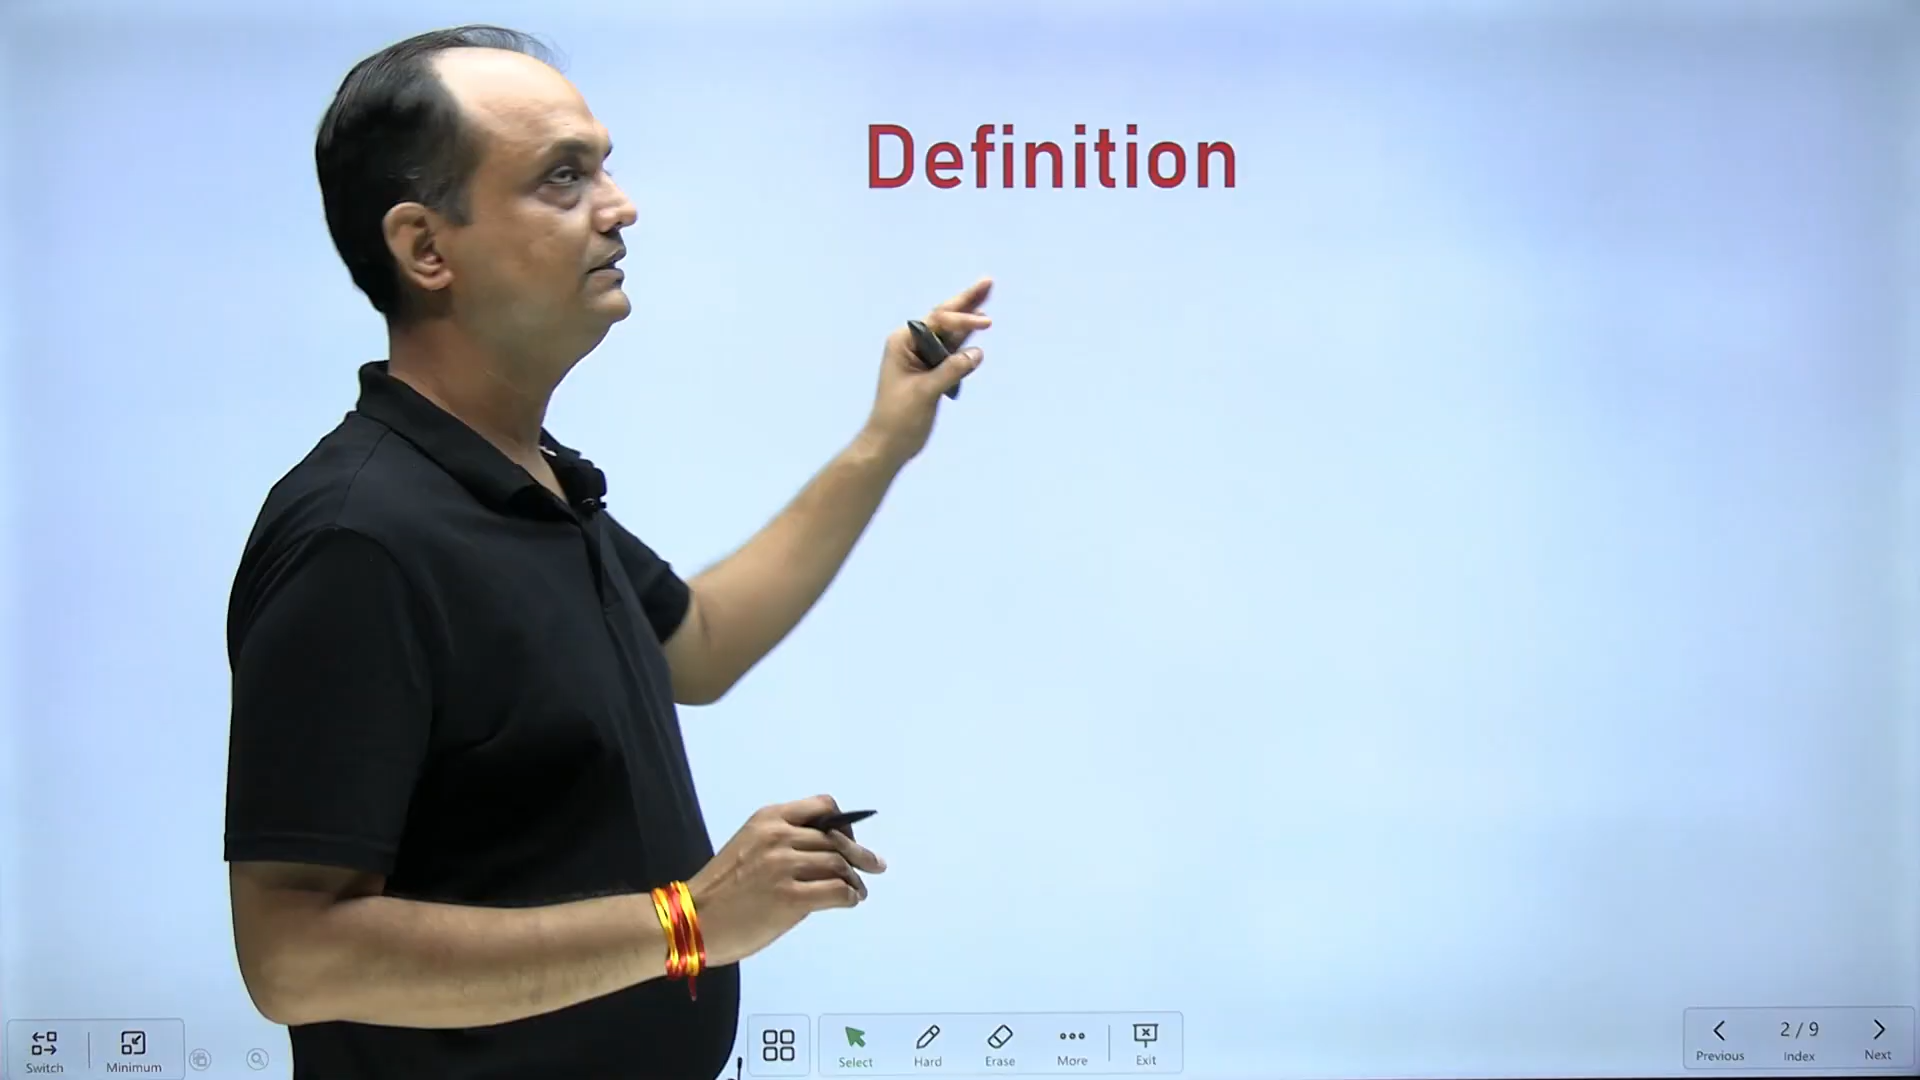 Definition
Switch
Minimum
Select
Hard
Erase
More
Exit
Previous
2 / 9
Index
Next